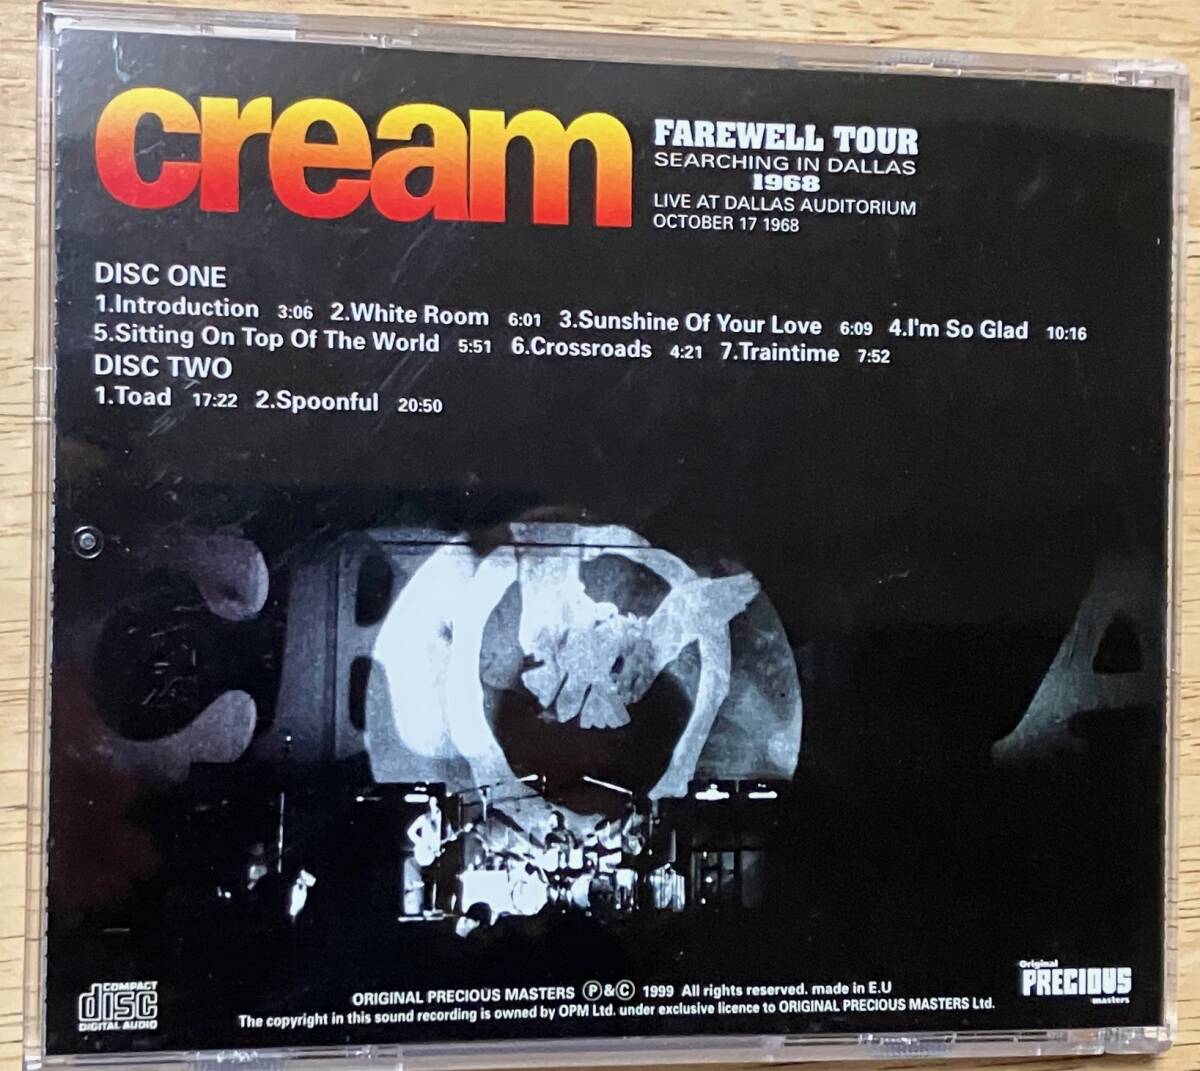 cream
FAREWELL TOUR
SEARCHING IN DALLAS
1968
LIVE AT DALLAS AUDITORIUM
OCTOBER 17 1968
DISC ONE
1.Introduction 3:06 2.White Room 6:01 3.Sunshine Of Your Love 6:09 4.I'm So Glad 10:16
5.Sitting On Top Of The World 5:51 6.Crossroads 4:21 7.Traintime 7:52
DISC TWO
1.Toad 17:22 2.Spoonful 20:50
COMPACT
disc
DIGITAL AUDIO
ORIGINAL PRECIOUS MASTERS Ⓟ&© 1999 All rights reserved. made in E.U
The copyright in this sound recording is owned by OPM Ltd. under exclusive licence to ORIGINAL PRECIOUS MASTERS Ltd.
Original
PRECIOUS
masters